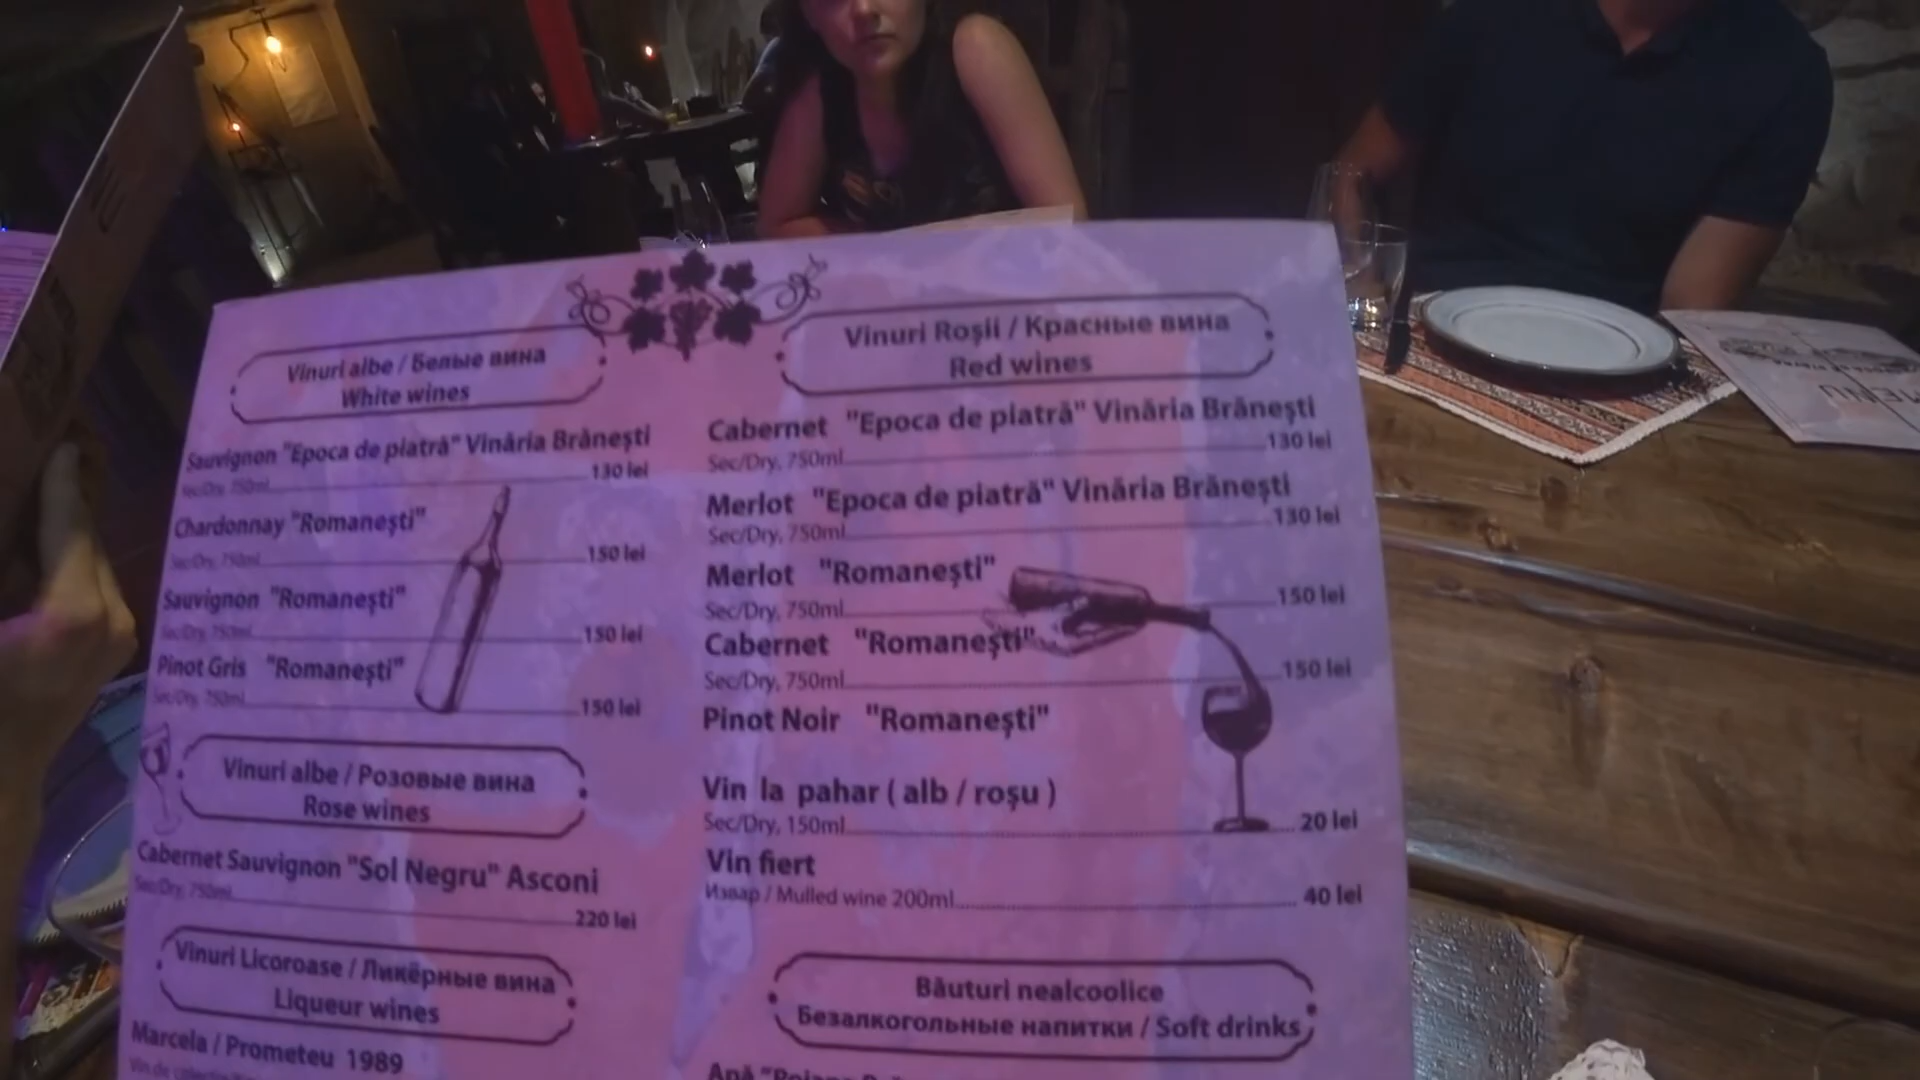 Vinuri albe / Белые вина
White wines
Sauvignon "Epoca de piatră" Vinăria Brănești
Sec/Dry, 750ml 130 lei
Chardonnay "Romanești"
Sec/Dry, 750ml 150 lei
Sauvignon "Romanești"
Sec/Dry, 750ml 150 lei
Pinot Gris "Romanești"
Sec/Dry, 750ml 150 lei
Vinuri albe / Розовые вина
Rose wines
Cabernet Sauvignon "Sol Negru" Asconi
Sec/Dry, 750ml 220 lei
Vinuri Licoroase / Ликёрные вина
Liqueur wines
Marcela / Prometeu 1989
Vinuri Roșii / Красные вина
Red wines
Cabernet "Epoca de piatră" Vinăria Brănești
Sec/Dry, 750ml 130 lei
Merlot "Epoca de piatră" Vinăria Brănești
Sec/Dry, 750ml 130 lei
Merlot "Romanești"
Sec/Dry, 750ml 150 lei
Cabernet "Romanești"
Sec/Dry, 750ml 150 lei
Pinot Noir "Romanești"
Vin la pahar ( alb / roșu )
Sec/Dry, 150ml 20 lei
Vin fiert
Извар / Mulled wine 200ml 40 lei
Băuturi nealcoolice
Безалкогольные напитки / Soft drinks
MENU